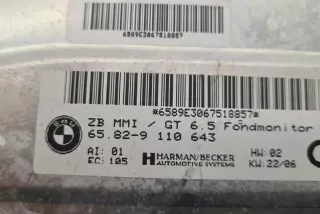 6589E3067518857
*6589E3067518857*
ZB MMI / GT 6.5 Fondmonitor
65.82-9 110 643
AI: 01
EC: 105
HARMAN/BECKER
AUTOMOTIVE SYSTEMS
HW: 02
KW: 22/06